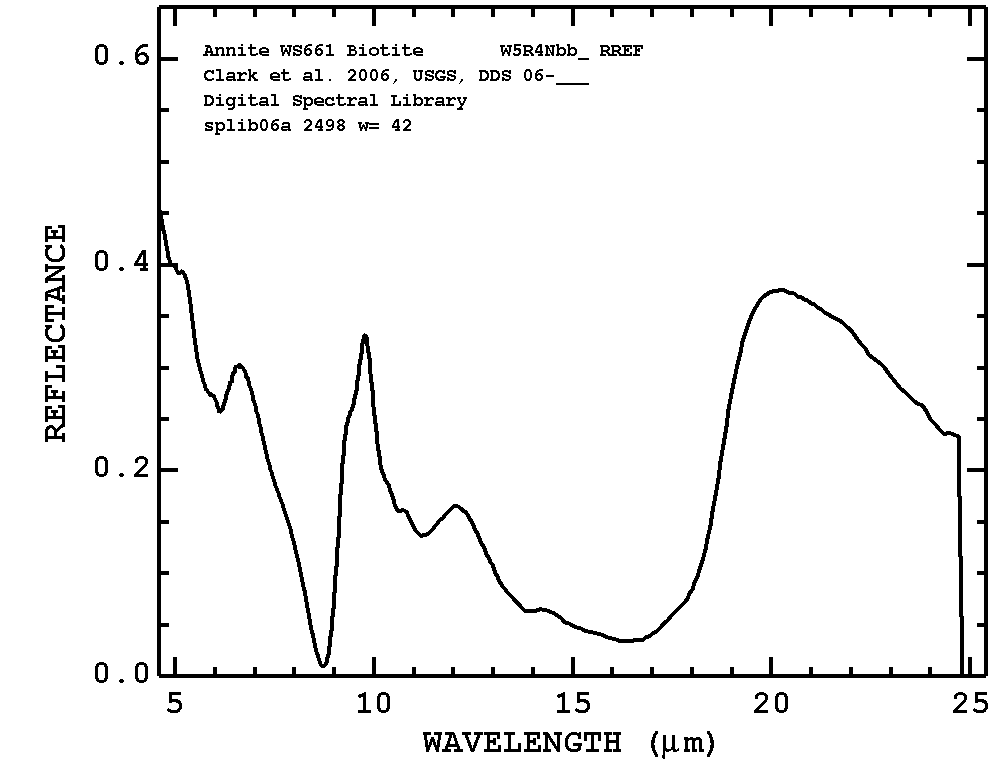 Annite WS661 Biotite W5R4Nbb_ RREF
Clark et al. 2006, USGS, DDS 06-___
Digital Spectral Library
splib06a 2498 w= 42
REFLECTANCE
0.6
0.4
0.2
0.0
5 10 15 20 25
WAVELENGTH (μm)